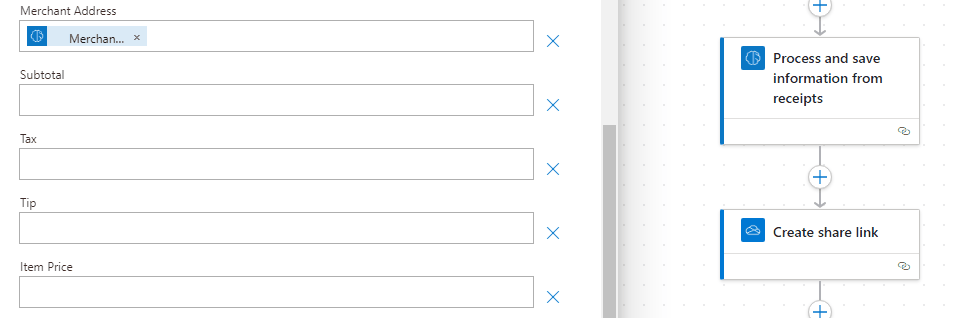 Merchant Address
Merchan... ×
Subtotal
Tax
Tip
Item Price
Process and save
information from
receipts
Create share link